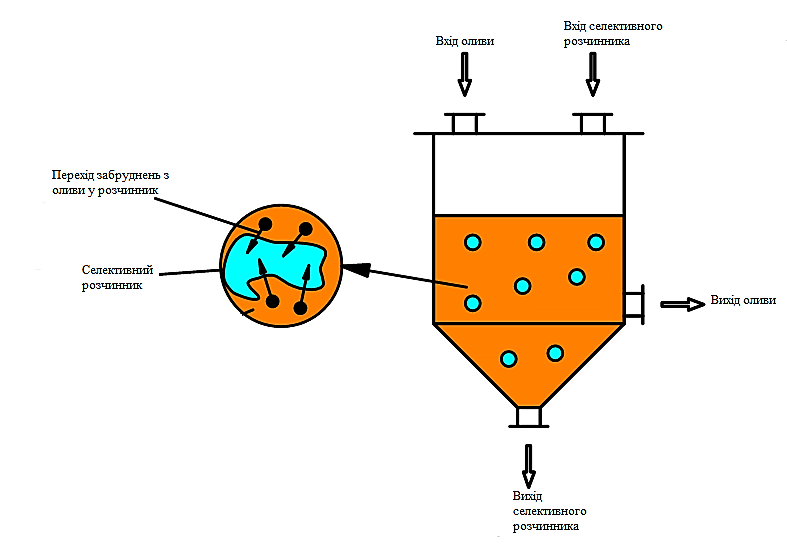 Вхід оливи
Вхід селективного
розчинника
Перехід забруднень з
оливи у розчинник
Селективний
розчинник
Вихід оливи
Вихід
селективного
розчинника